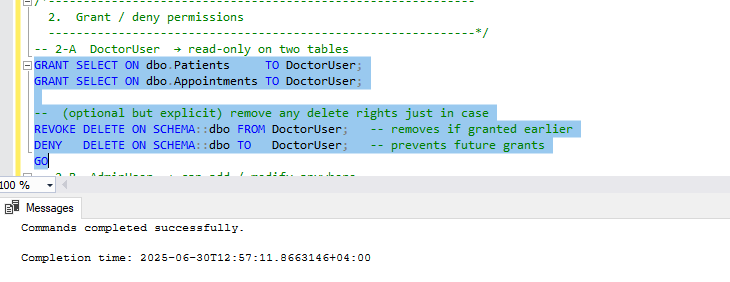 /*---------------------------------------------------------
2.  Grant / deny permissions
---------------------------------------------------------*/
-- 2-A  DoctorUser  → read-only on two tables
GRANT SELECT ON dbo.Patients     TO DoctorUser;
GRANT SELECT ON dbo.Appointments TO DoctorUser;
--  (optional but explicit) remove any delete rights just in case
REVOKE DELETE ON SCHEMA::dbo FROM DoctorUser;   -- removes if granted earlier
DENY   DELETE ON SCHEMA::dbo TO   DoctorUser;   -- prevents future grants
GO
100 %
Messages
Commands completed successfully.
Completion time: 2025-06-30T12:57:11.8663146+04:00